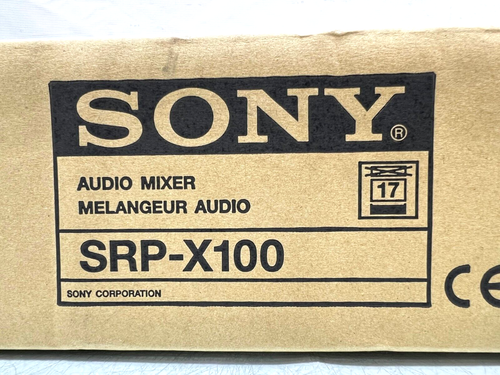 SONY®
AUDIO MIXER
MELANGEUR AUDIO
17
SRP-X100
SONY CORPORATION
CE